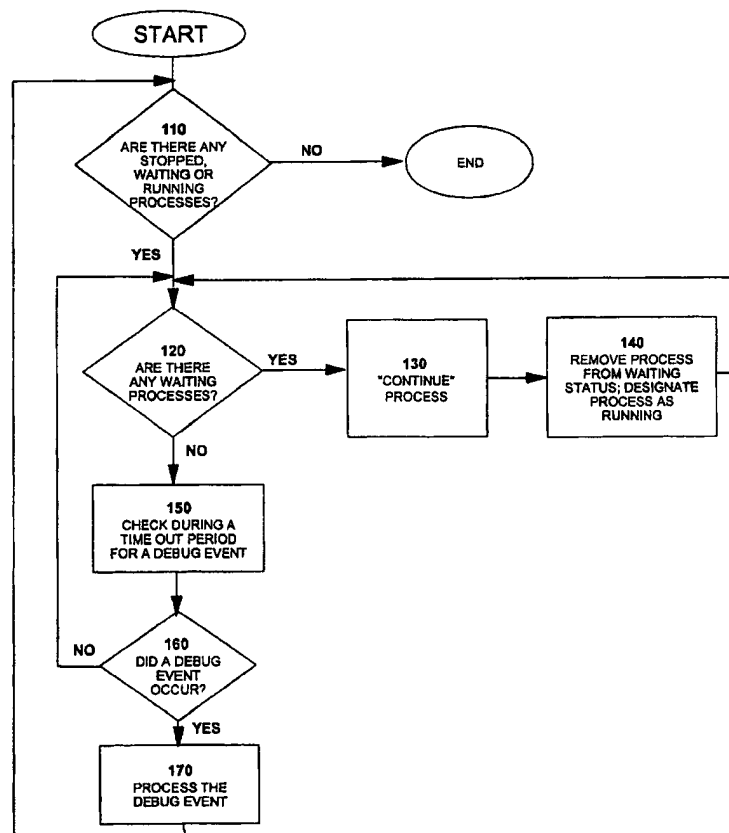 START
110
ARE THERE ANY
STOPPED,
WAITING OR
RUNNING
PROCESSES?
NO
END
YES
120
ARE THERE
ANY WAITING
PROCESSES?
YES
130
"CONTINUE"
PROCESS
140
REMOVE PROCESS
FROM WAITING
STATUS; DESIGNATE
PROCESS AS
RUNNING
NO
150
CHECK DURING A
TIME OUT PERIOD
FOR A DEBUG EVENT
NO
160
DID A DEBUG
EVENT
OCCUR?
YES
170
PROCESS THE
DEBUG EVENT